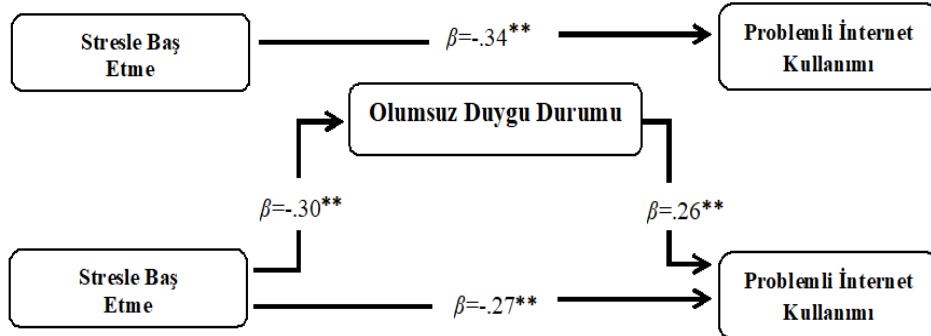 Stresle Baş
Etme
β=-.34**
Problemli İnternet
Kullanımı
Olumsuz Duygu Durumu
β=-.30**
β=.26**
Stresle Baş
Etme
β=-.27**
Problemli İnternet
Kullanımı